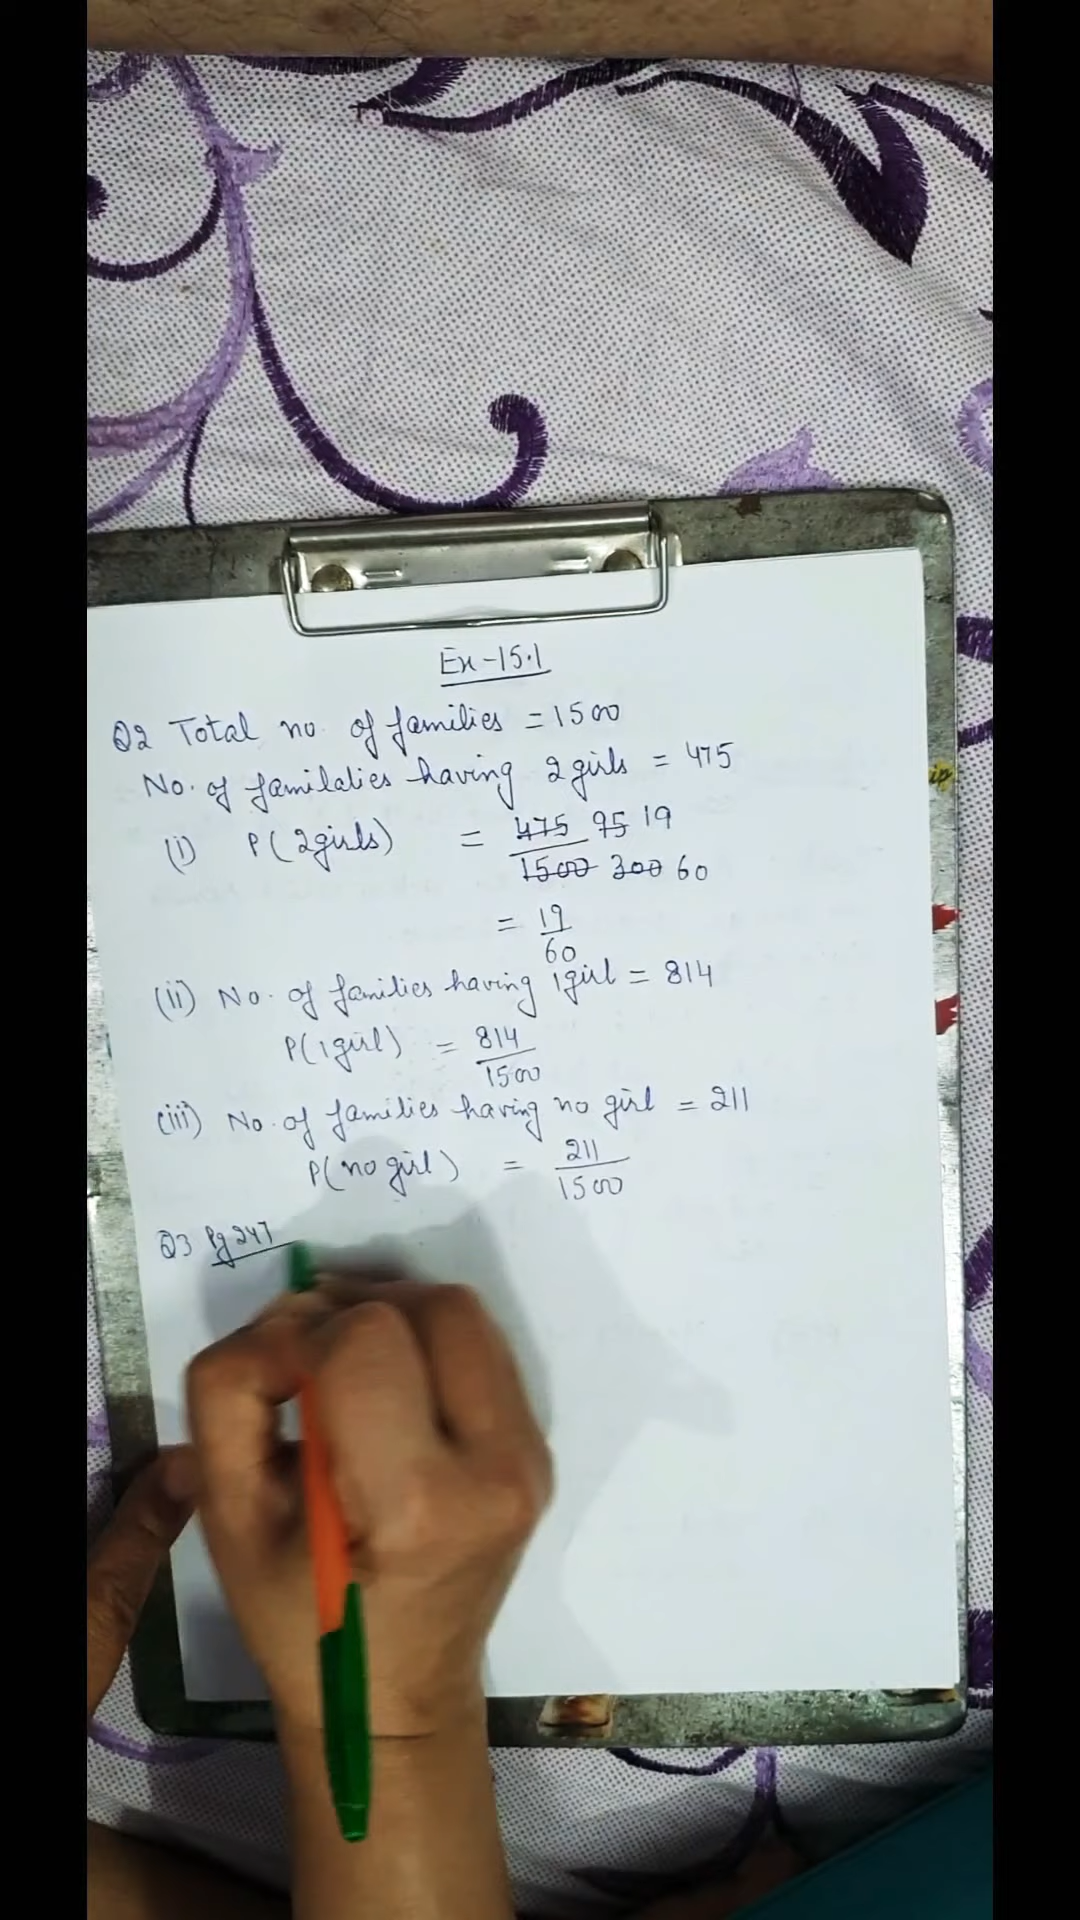 Ex-15.1
Q2 Total no. of families = 1500
No. of familaties having 2 girls = 475
(i) P(2girls) = 475/1500 95/300 19/60
= 19/60
(ii) No. of families having 1girl = 814
P(1girl) = 814/1500
(iii) No. of families having no girl = 211
P(no girl) = 211/1500
Q3 Pg 247